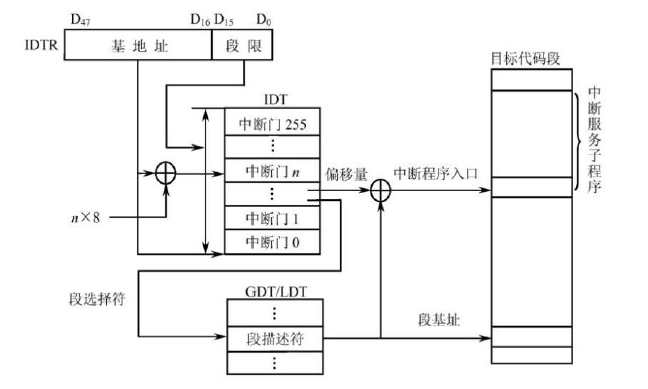 D47 D16 D15 D0
IDTR 基地址 段限
目标代码段
IDT
中断门 255
⋮
中断门 n
偏移量 中断程序入口
⋮
n×8
中断门 1
中断门 0
中断服务子程序
段选择符
GDT/LDT
⋮
段描述符
段基址
⋮